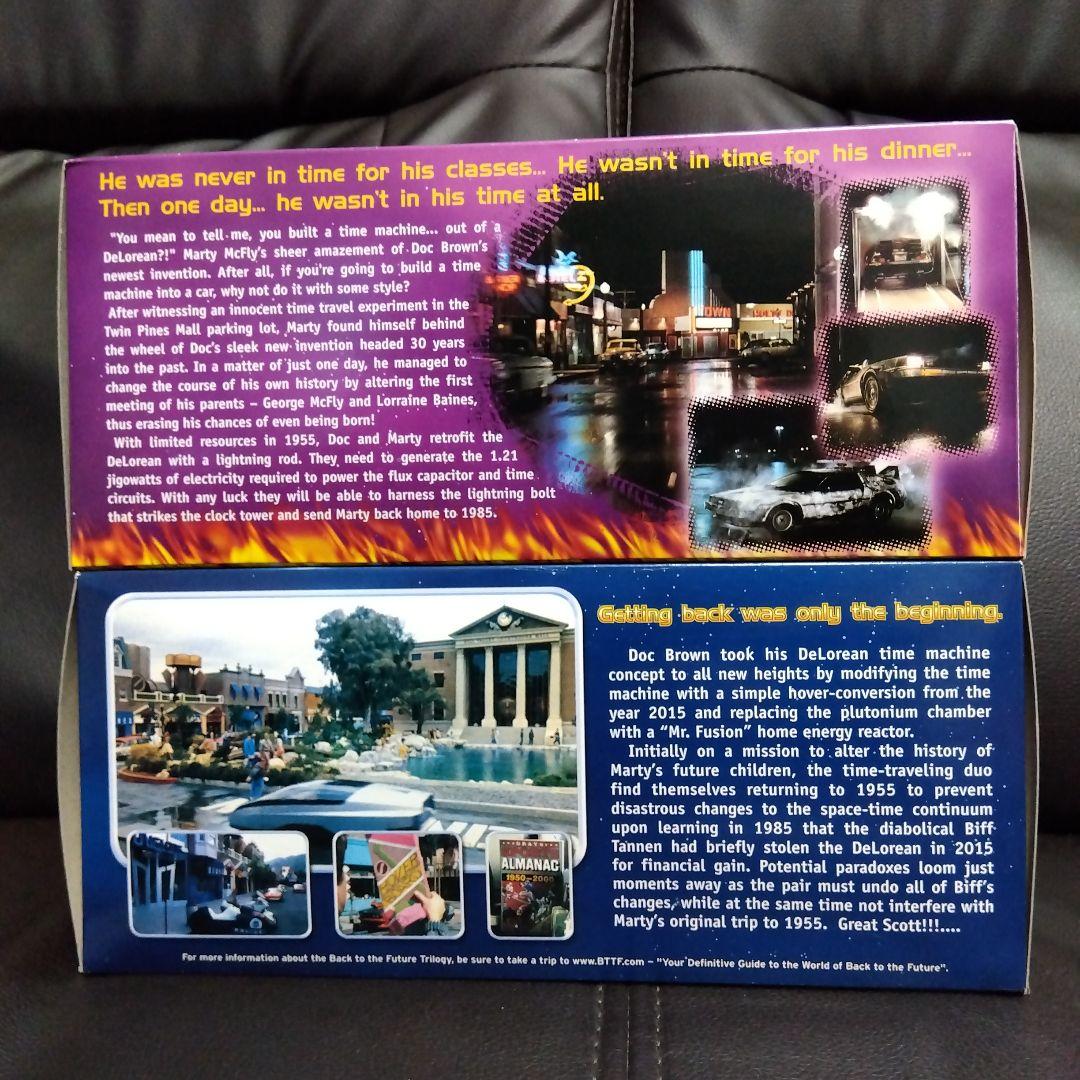 He was never in time for his classes... He wasn't in time for his dinner...
Then one day... he wasn't in his time at all.
"You mean to tell me, you built a time machine... out of a
DeLorean?!" Marty McFly's sheer amazement of Doc Brown's
newest invention. After all, if you're going to build a time
machine into a car, why not do it with some style?
After witnessing an innocent time travel experiment in the
Twin Pines Mall parking lot, Marty found himself behind
the wheel of Doc's sleek new invention headed 30 years
into the past. In a matter of just one day, he managed to
change the course of his own history by altering the first
meeting of his parents – George McFly and Lorraine Baines,
thus erasing his chances of even being born!
With limited resources in 1955, Doc and Marty retrofit the
DeLorean with a lightning rod. They need to generate the 1.21
jigowatts of electricity required to power the flux capacitor and time
circuits. With any luck they will be able to harness the lightning bolt
that strikes the clock tower and send Marty back home to 1985.
OWN
Getting back was only the beginning.
Doc Brown took his DeLorean time machine
concept to all new heights by modifying the time
machine with a simple hover-conversion from the
year 2015 and replacing the plutonium chamber
with a "Mr. Fusion" home energy reactor.
Initially on a mission to alter the history of
Marty's future children, the time-traveling duo
find themselves returning to 1955 to prevent
disastrous changes to the space-time continuum
upon learning in 1985 that the diabolical Biff
Tannen had briefly stolen the DeLorean in 2015
for financial gain. Potential paradoxes loom just
moments away as the pair must undo all of Biff's
changes, while at the same time not interfere with
Marty's original trip to 1955. Great Scott!!!....
GRAYS
ALMANAC
1950-2000
For more information about the Back to the Future Trilogy, be sure to take a trip to www.BTTF.com – "Your Definitive Guide to the World of Back to the Future".